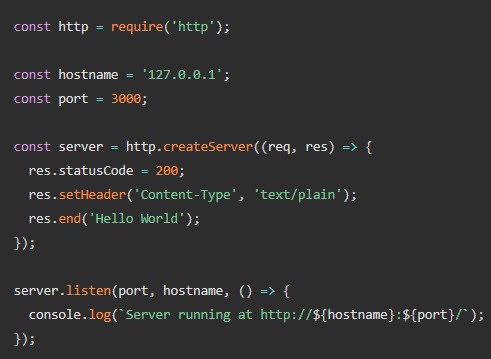 const http = require('http');

const hostname = '127.0.0.1';
const port = 3000;

const server = http.createServer((req, res) => {
  res.statusCode = 200;
  res.setHeader('Content-Type', 'text/plain');
  res.end('Hello World');
});

server.listen(port, hostname, () => {
  console.log(`Server running at http://${hostname}:${port}/`);
});